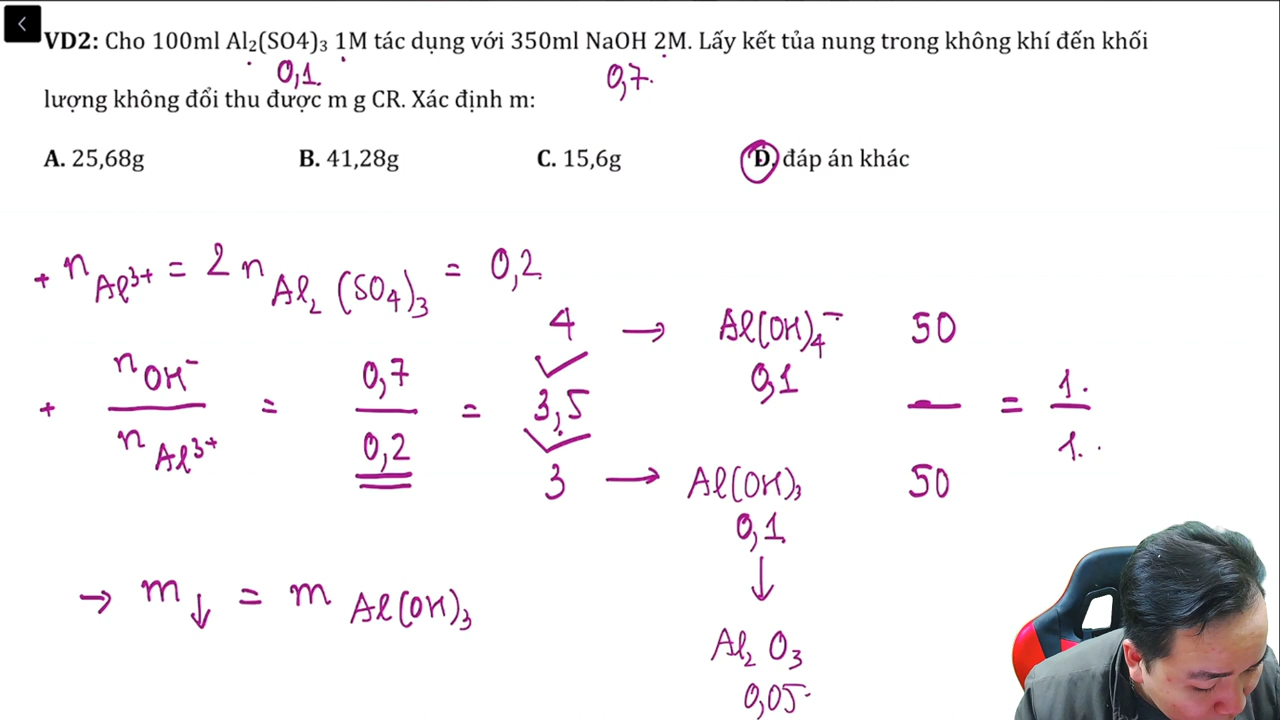 VD2: Cho 100ml Al₂(SO4)₃ 1M tác dụng với 350ml NaOH 2M. Lấy kết tủa nung trong không khí đến khối
0,1 0,7
lượng không đổi thu được m g CR. Xác định m:
A. 25,68g B. 41,28g C. 15,6g D. đáp án khác
+ n Al³⁺ = 2 n Al₂(SO₄)₃ = 0,2
4 → Al(OH)₄⁻ 50
0,1
+ n OH⁻ / n Al³⁺ = 0,7 / 0,2 = 3,5 — = 1 / 1
3 → Al(OH)₃ 50
0,1
↓
→ m↓ = m Al(OH)₃
Al₂O₃
0,05